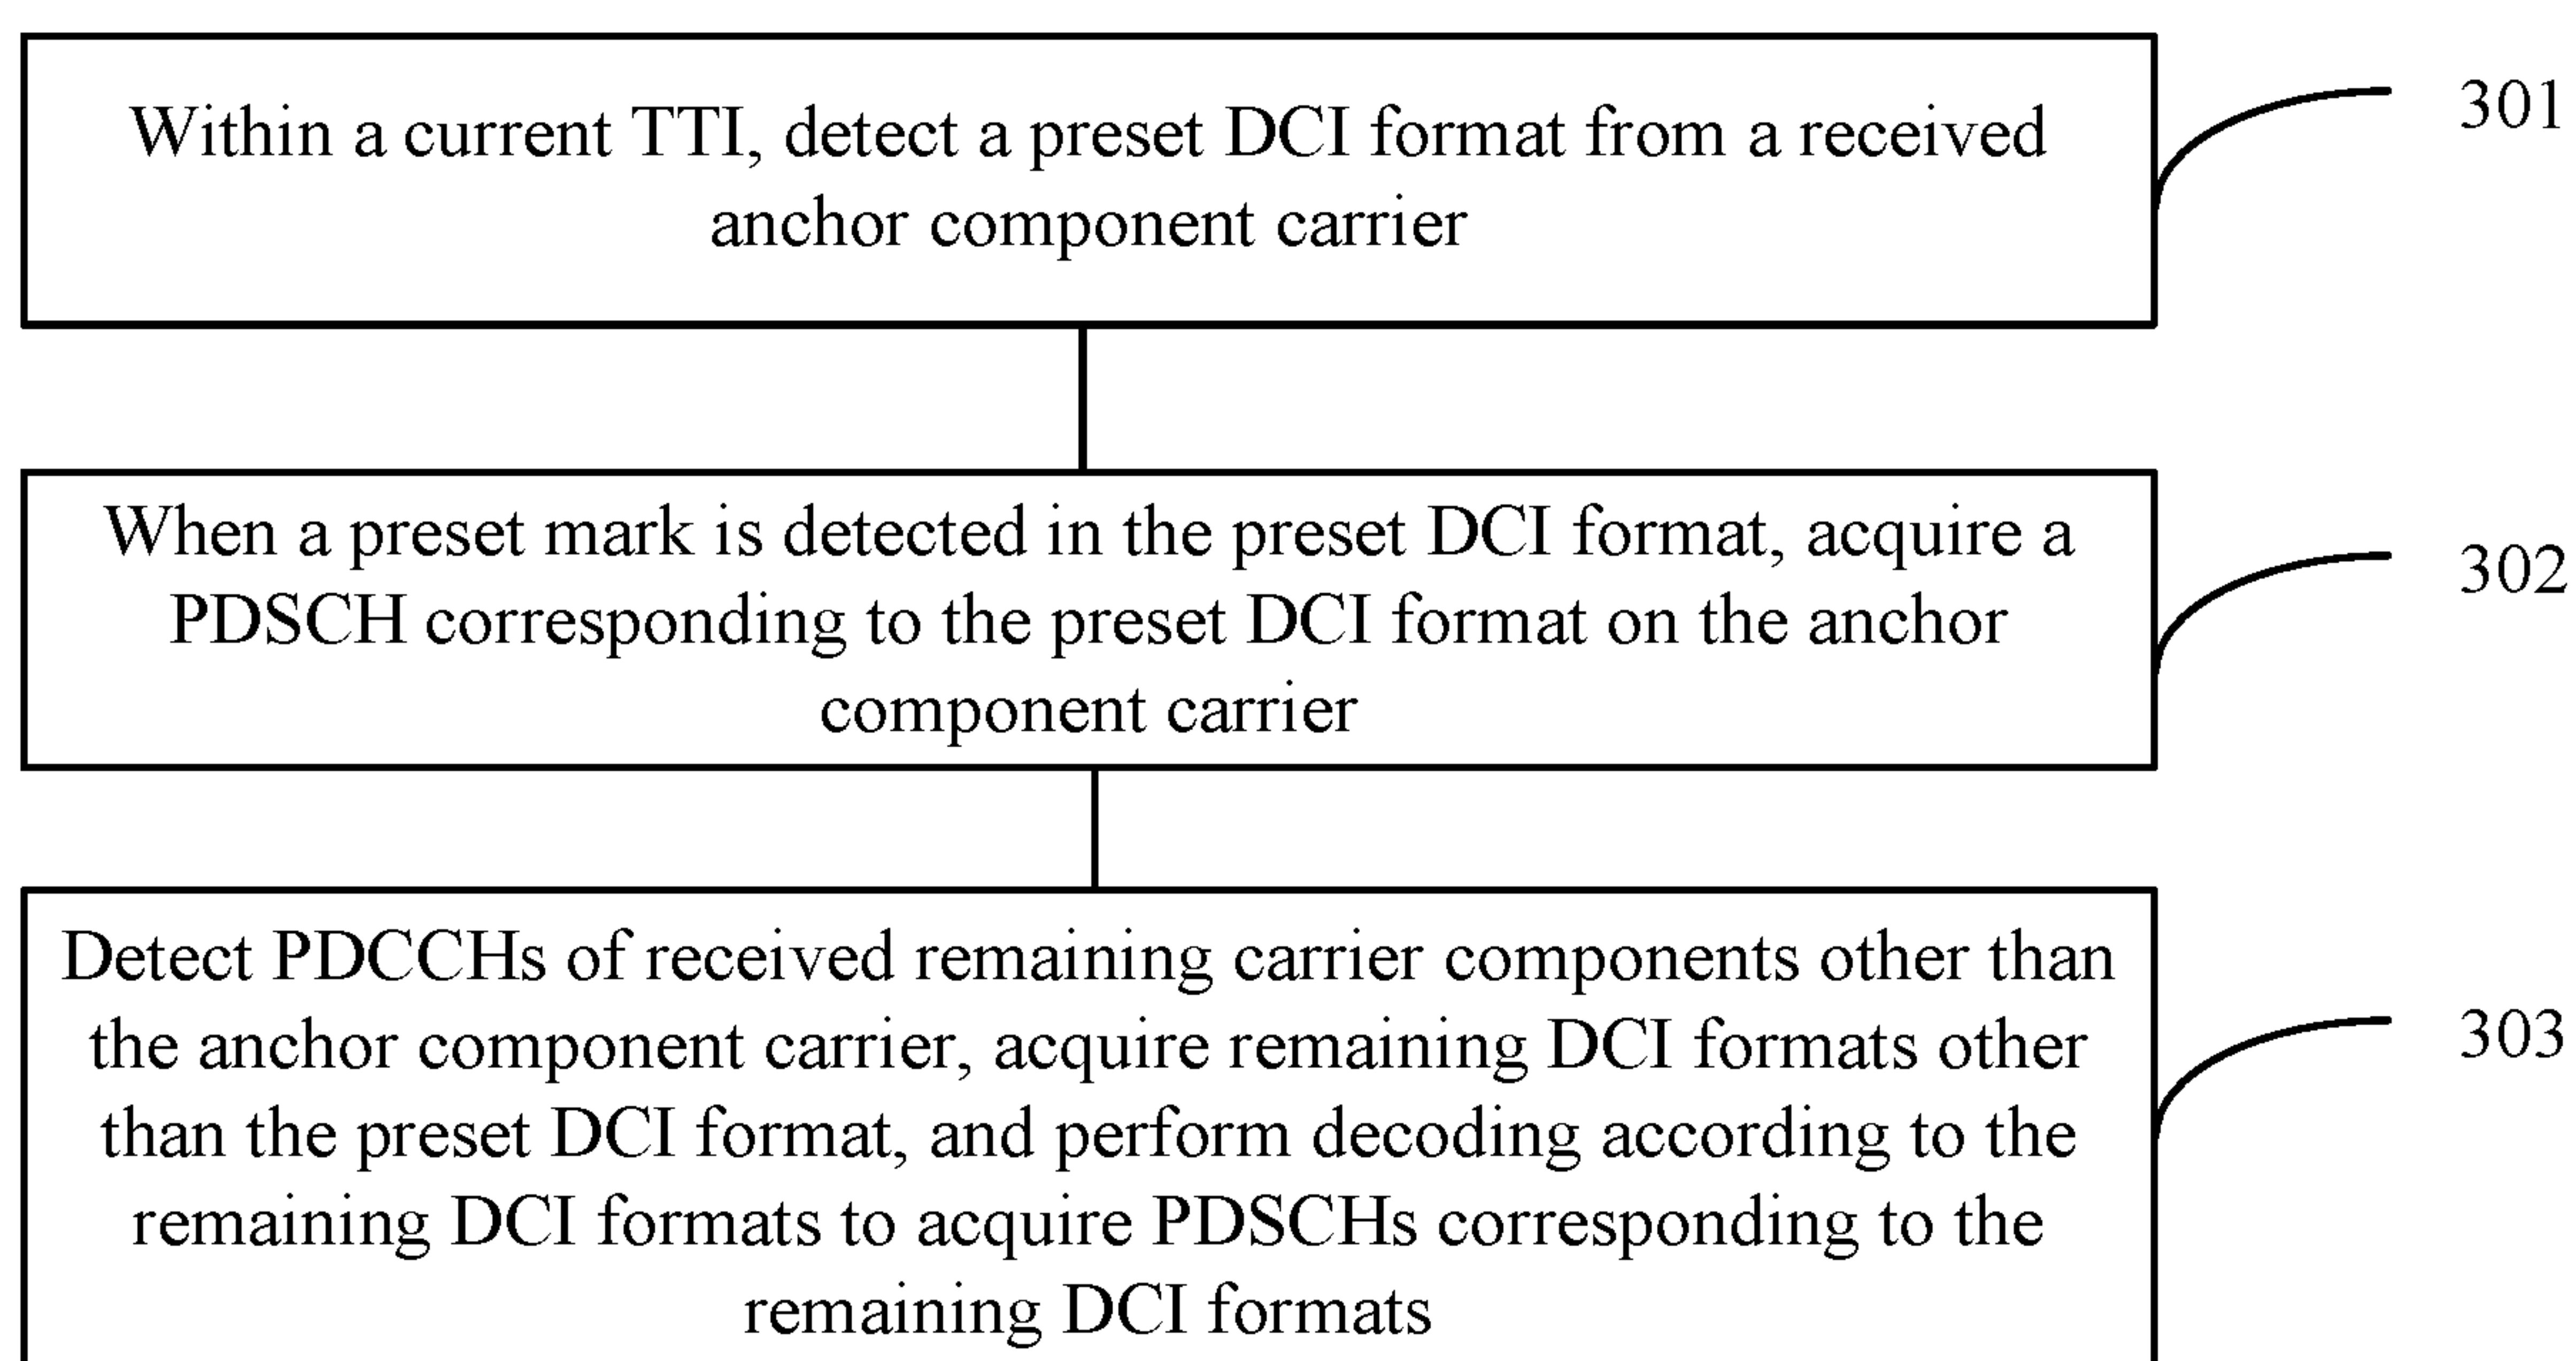 Within a current TTI, detect a preset DCI format from a received
anchor component carrier
301
When a preset mark is detected in the preset DCI format, acquire a
PDSCH corresponding to the preset DCI format on the anchor
component carrier
302
Detect PDCCHs of received remaining carrier components other than
the anchor component carrier, acquire remaining DCI formats other
than the preset DCI format, and perform decoding according to the
remaining DCI formats to acquire PDSCHs corresponding to the
remaining DCI formats
303